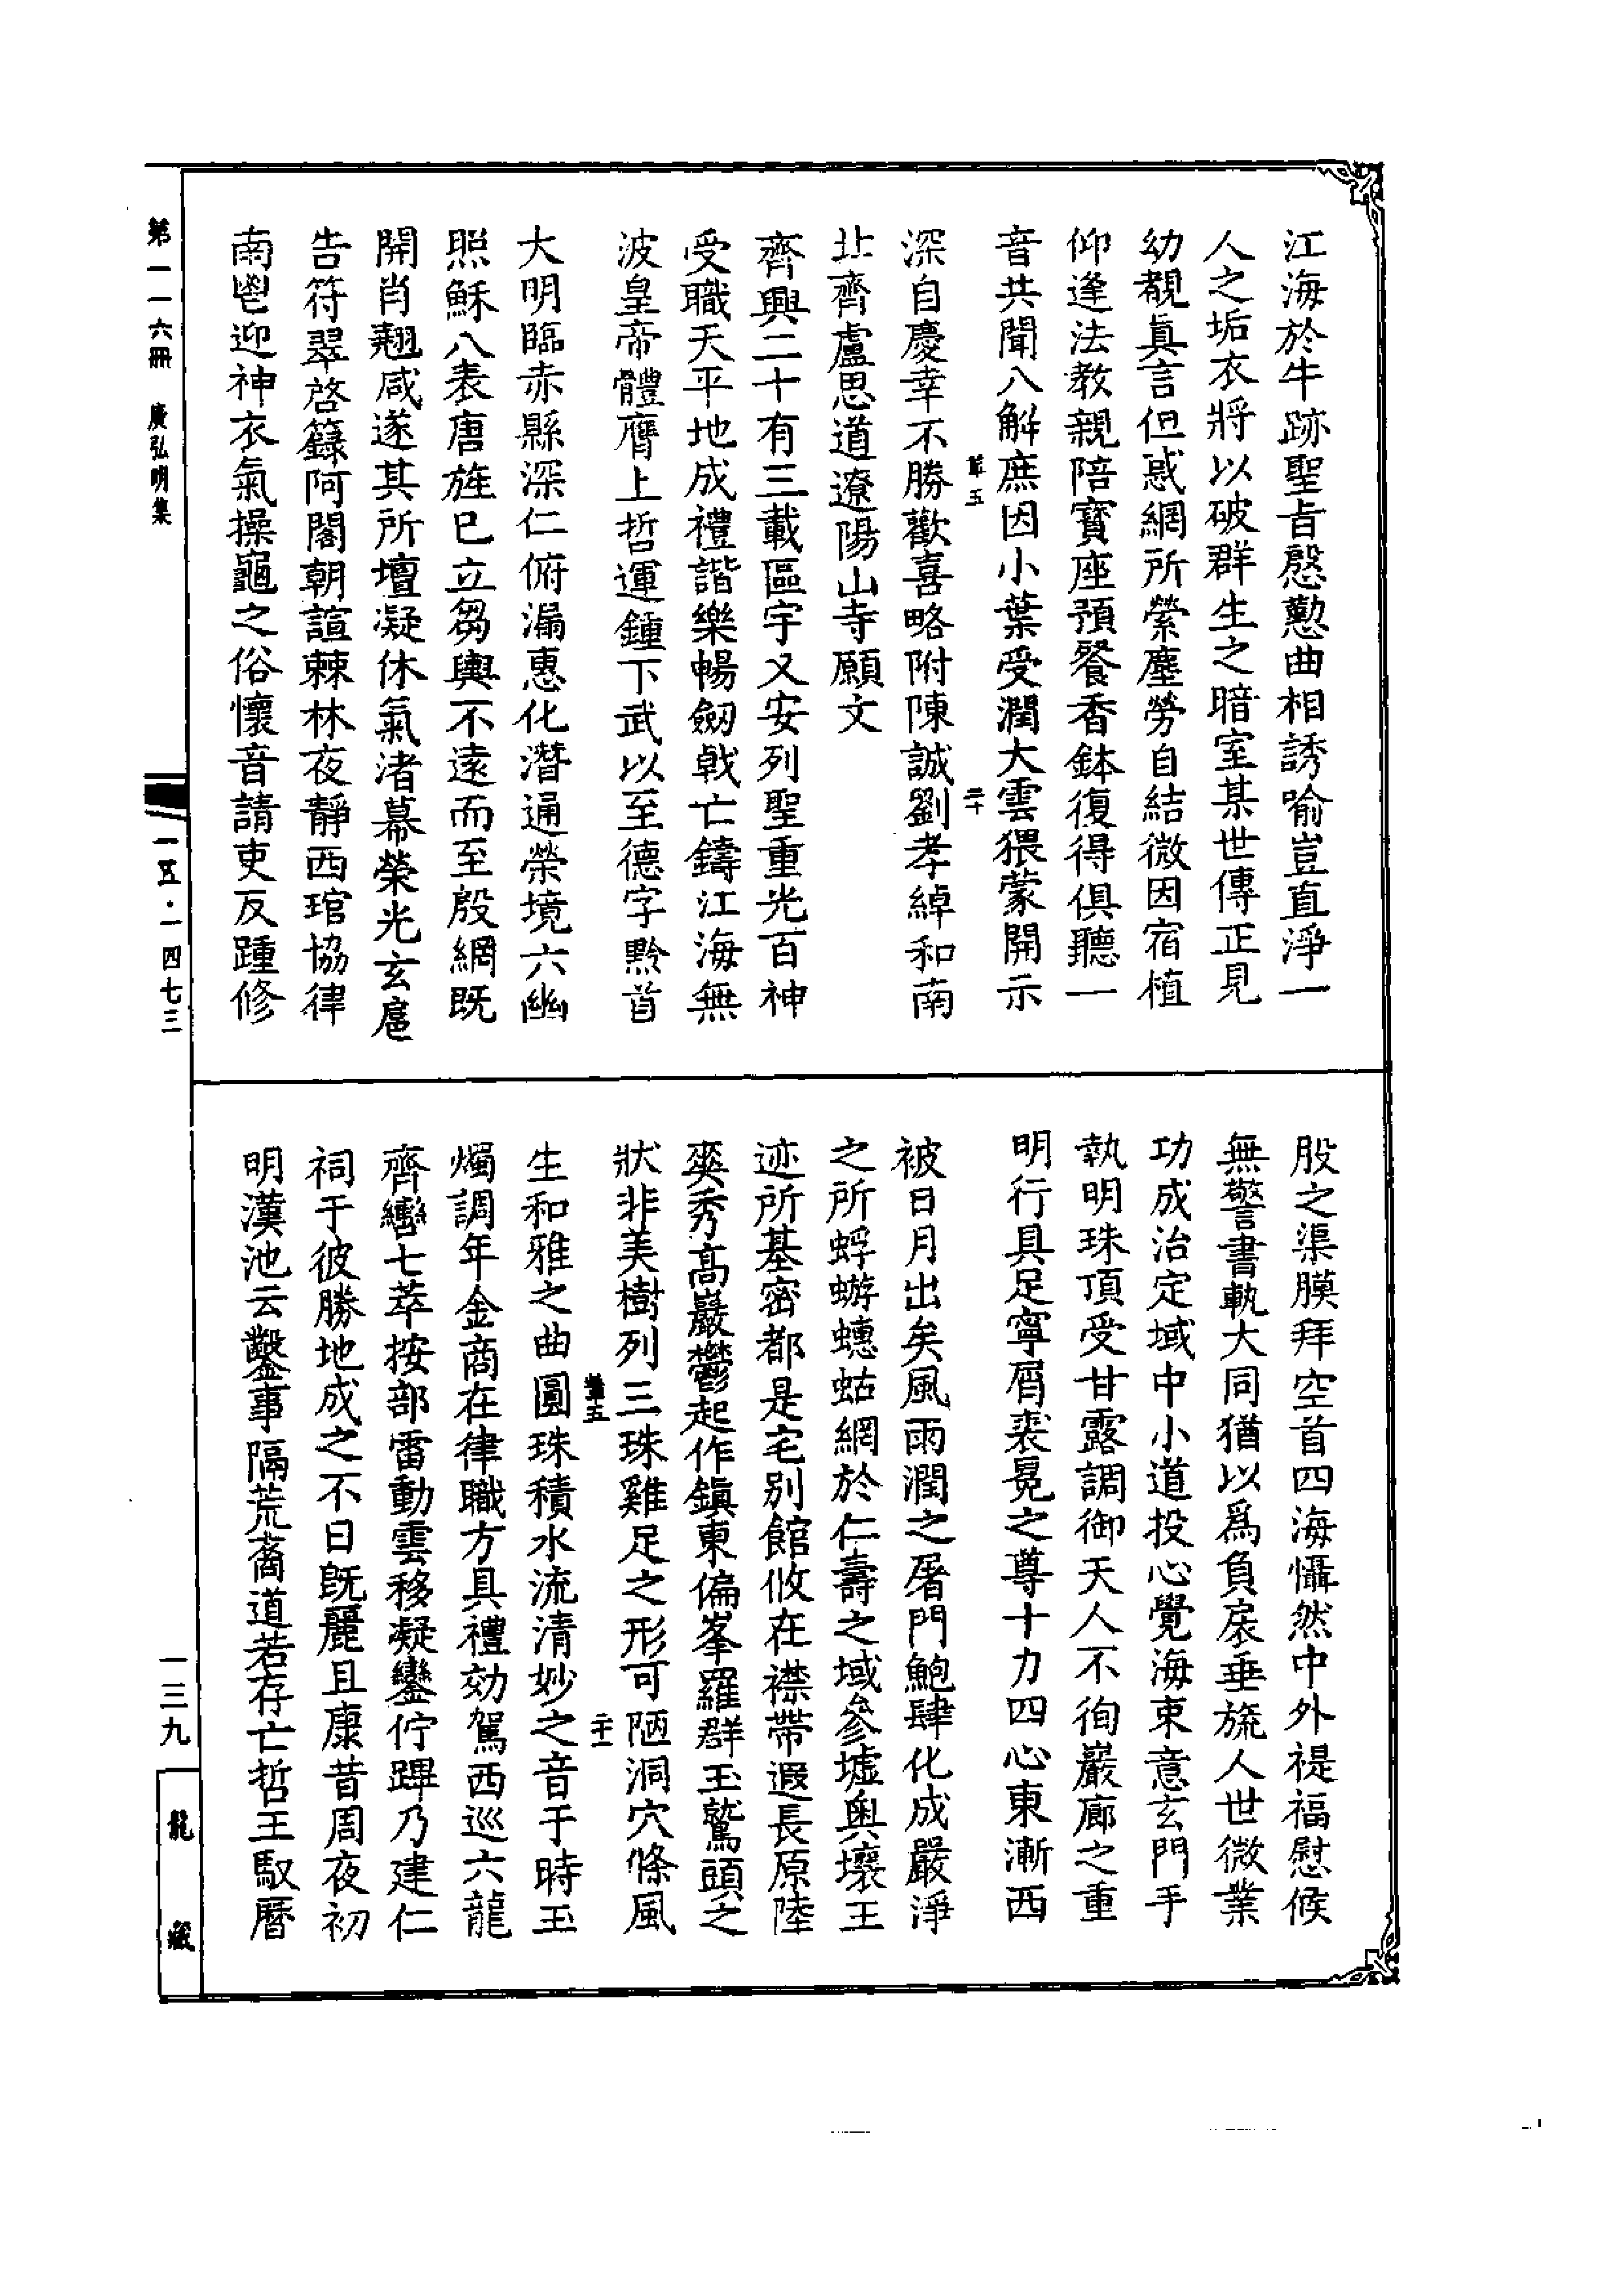 江海於牛跡聖旨慇懃曲相誘喻豈直淨一
人之垢衣將以破群生之暗室某世傳正見
幼覩真言但惑網所縈塵勞自結微因宿植
仰逢法教親陪寶座預餐香鉢復得俱聽一
音共聞八解庶因小葉受潤大雲猥蒙開示
深自慶幸不勝歡喜略附陳誠劉孝綽和南
北齊盧思道遼陽山寺願文
齊興二十有三載區宇乂安列聖重光百神
受職天平地成禮諧樂暢劒戟亡鑄江海無
波皇帝體膺上哲運鍾下武以至德字黔首
大明臨赤縣深仁俯漏惠化潛通榮境六幽
照穌八表唐旌已立芻輿不遠而至殷網既
開肖翹咸遂其所壇凝休氣渚幕榮光玄扈
告符翠啓籙阿閣朝諠棘林夜靜西琯協律
南鬯迎神衣氣操龜之俗懷音請吏反踵修
股之渠膜拜空首四海懾然中外禔福慰候
無警書軌大同猶以為負扆垂旒人世微業
功成治定域中小道投心覺海束意玄門手
執明珠頂受甘露調御天人不徇巖廊之重
明行具足寧屑裘冕之尊十力四心東漸西
被日月出矣風雨潤之屠門鮑肆化成嚴淨
之所蜉蝣蟪蛄網於仁壽之域參墟奧壤王
迹所基密都是宅別館攸在襟帶遐長原陸
爽秀高巖鬱起作鎮東偏峯羅群玉鷲頭之
狀非美樹列三珠雞足之形可陋洞穴條風
生和雅之曲圓珠積水流清妙之音于時玉
燭調年金商在律職方具禮効駕西巡六龍
齊轡七萃按部雷動雲移凝鑾佇蹕乃建仁
祠于彼勝地成之不日既麗且康昔周夜初
明漢池云鑿事隔荒裔道若存亡哲王馭曆
第一一六冊　廣弘明集
一五·一四七三
一三九
龍藏